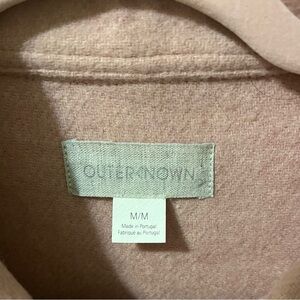 OUTERKNOWN
M/M
Made in Portugal
Fabriqué au Portugal